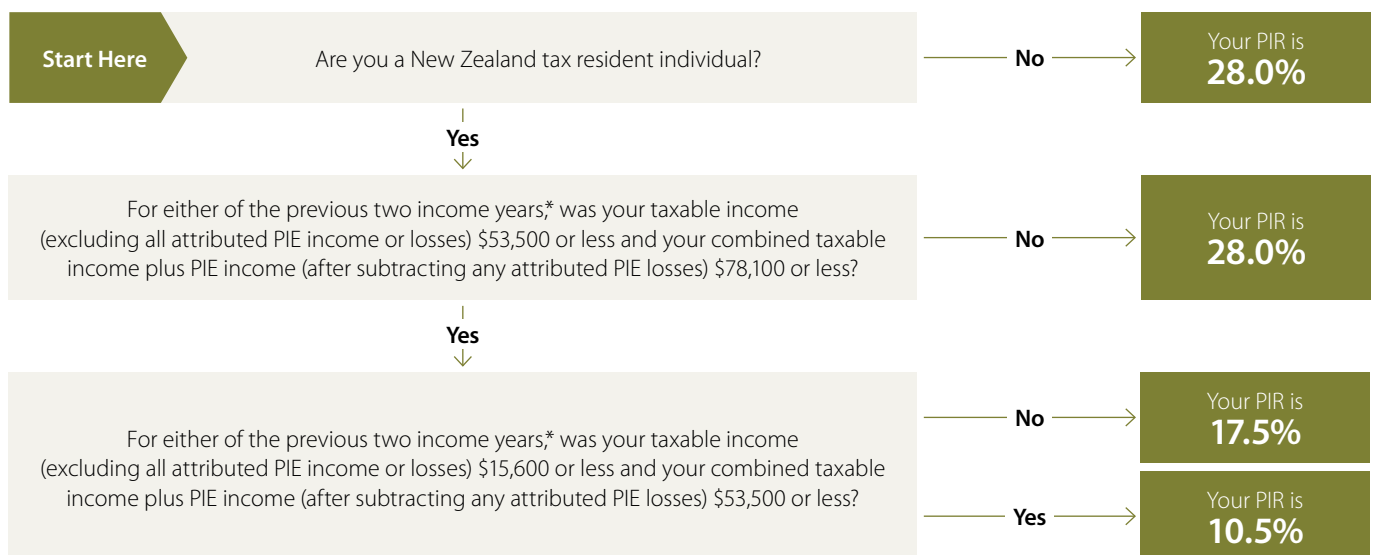 Start Here
Are you a New Zealand tax resident individual?
No
Your PIR is
28.0%
Yes
For either of the previous two income years,* was your taxable income
(excluding all attributed PIE income or losses) $53,500 or less and your combined taxable
income plus PIE income (after subtracting any attributed PIE losses) $78,100 or less?
No
Your PIR is
28.0%
Yes
For either of the previous two income years,* was your taxable income
(excluding all attributed PIE income or losses) $15,600 or less and your combined taxable
income plus PIE income (after subtracting any attributed PIE losses) $53,500 or less?
No
Your PIR is
17.5%
Yes
Your PIR is
10.5%